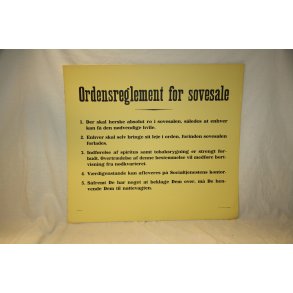 Ordensreglement for sovesale
1. Der skal herske absolut ro i sovesalen, således at enhver
kan få den nødvendige hvile.
2. Enhver skal selv bringe sit leje i orden, forinden sovesalen
forlades.
3. Indførelse af spiritus samt tobaksrygning er strengt for-
budt. Overtrædelse af denne bestemmelse vil medføre bort-
visning fra nødkvarteret.
4. Værdigenstande kan afleveres på Socialtjenestens kontor.
5. Såfremt De har noget at beklage Dem over, må De hen-
vende Dem til nattevagten.